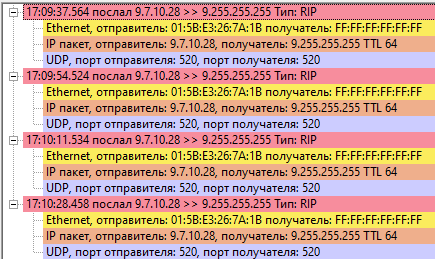 17:09:37.564 послал 9.7.10.28 >> 9.255.255.255 Тип: RIP
Ethernet, отправитель: 01:5B:E3:26:7A:1B получатель: FF:FF:FF:FF:FF:FF
IP пакет, отправитель: 9.7.10.28, получатель: 9.255.255.255 TTL 64
UDP, порт отправителя: 520, порт получателя: 520
17:09:54.524 послал 9.7.10.28 >> 9.255.255.255 Тип: RIP
Ethernet, отправитель: 01:5B:E3:26:7A:1B получатель: FF:FF:FF:FF:FF:FF
IP пакет, отправитель: 9.7.10.28, получатель: 9.255.255.255 TTL 64
UDP, порт отправителя: 520, порт получателя: 520
17:10:11.534 послал 9.7.10.28 >> 9.255.255.255 Тип: RIP
Ethernet, отправитель: 01:5B:E3:26:7A:1B получатель: FF:FF:FF:FF:FF:FF
IP пакет, отправитель: 9.7.10.28, получатель: 9.255.255.255 TTL 64
UDP, порт отправителя: 520, порт получателя: 520
17:10:28.458 послал 9.7.10.28 >> 9.255.255.255 Тип: RIP
Ethernet, отправитель: 01:5B:E3:26:7A:1B получатель: FF:FF:FF:FF:FF:FF
IP пакет, отправитель: 9.7.10.28, получатель: 9.255.255.255 TTL 64
UDP, порт отправителя: 520, порт получателя: 520